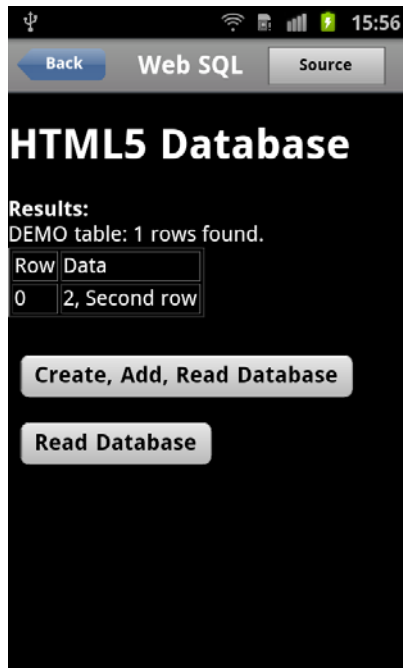 15:56
Back Web SQL Source
HTML5 Database
Results:
DEMO table: 1 rows found.
Row Data
0 2, Second row
Create, Add, Read Database
Read Database